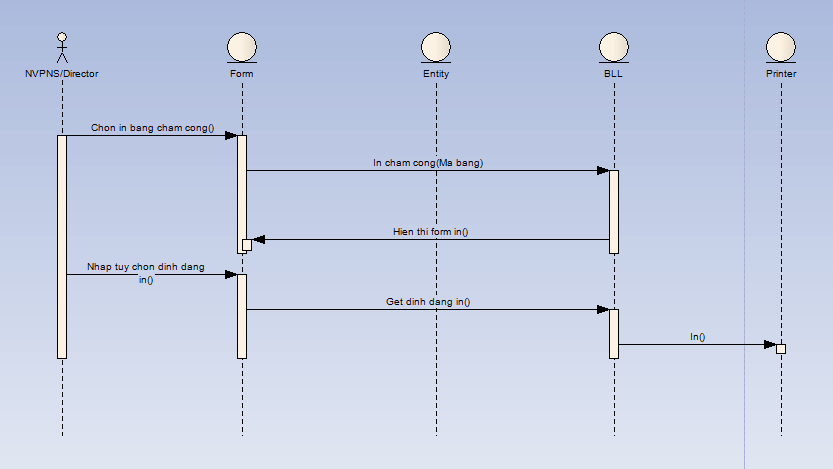 NVPNS/Director
Form
Entity
BLL
Printer
Chon in bang cham cong()
In cham cong(Ma bang)
Hien thi form in()
Nhap tuy chon dinh dang
in()
Get dinh dang in()
In()